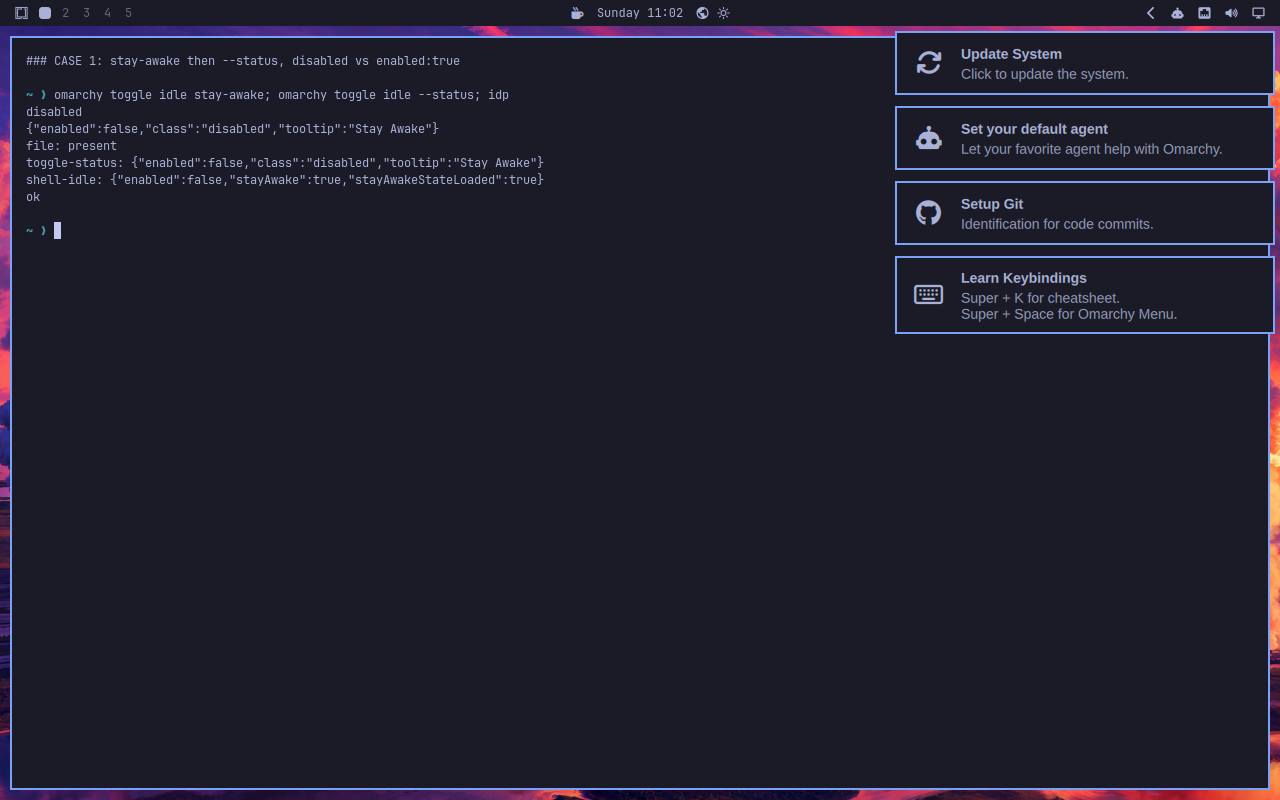 2 3 4 5
Sunday 11:02
### CASE 1: stay-awake then --status, disabled vs enabled:true
~ ❯ omarchy toggle idle stay-awake; omarchy toggle idle --status; idp
disabled
{"enabled":false,"class":"disabled","tooltip":"Stay Awake"}
file: present
toggle-status: {"enabled":false,"class":"disabled","tooltip":"Stay Awake"}
shell-idle: {"enabled":false,"stayAwake":true,"stayAwakeStateLoaded":true}
ok
~ ❯
Update System
Click to update the system.
Set your default agent
Let your favorite agent help with Omarchy.
Setup Git
Identification for code commits.
Learn Keybindings
Super + K for cheatsheet.
Super + Space for Omarchy Menu.